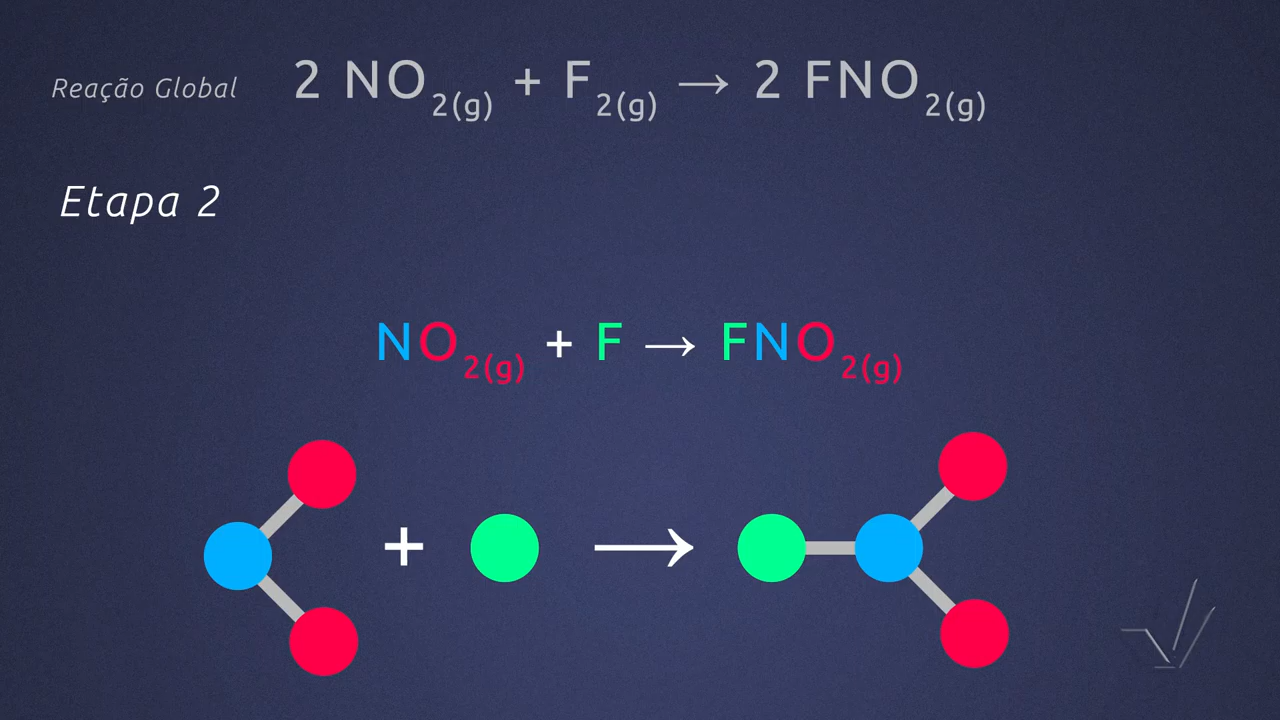 Reação Global 2 NO2(g) + F2(g) → 2 FNO2(g)
Etapa 2
NO2(g) + F → FNO2(g)
+ →